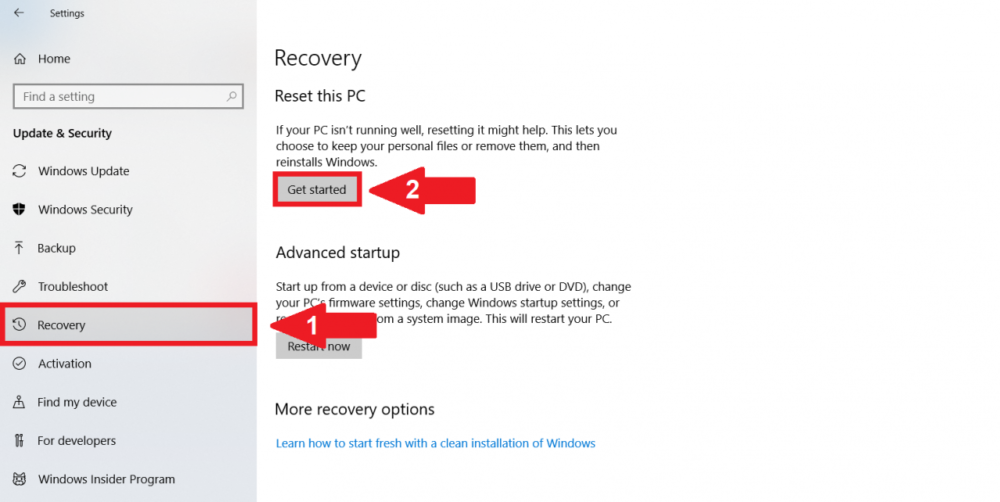 Settings
Home
Find a setting
Update & Security
Windows Update
Windows Security
Backup
Troubleshoot
Recovery
Activation
Find my device
For developers
Windows Insider Program
Recovery
Reset this PC
If your PC isn't running well, resetting it might help. This lets you
choose to keep your personal files or remove them, and then
reinstalls Windows.
Get started
2
Advanced startup
Start up from a device or disc (such as a USB drive or DVD), change
your PC's firmware settings, change Windows startup settings, or
a system image. This will restart your PC.
1
Restart now
More recovery options
Learn how to start fresh with a clean installation of Windows